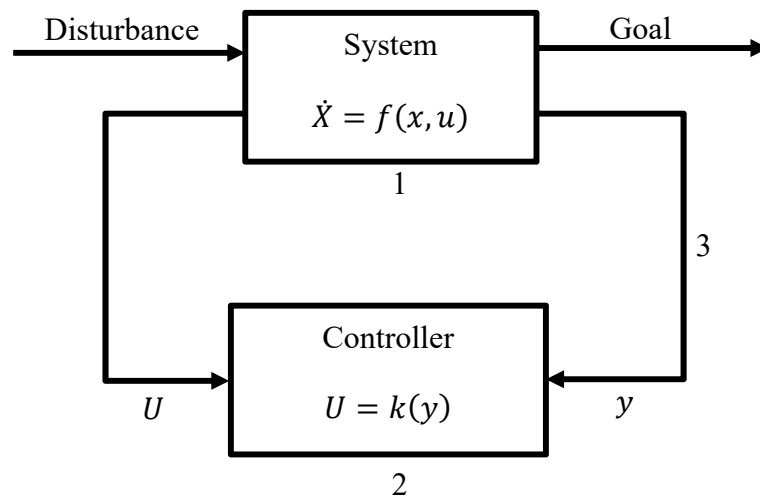 Disturbance
System
Goal
Ẋ = f(x, u)
1
3
Controller
U = k(y)
U
y
2